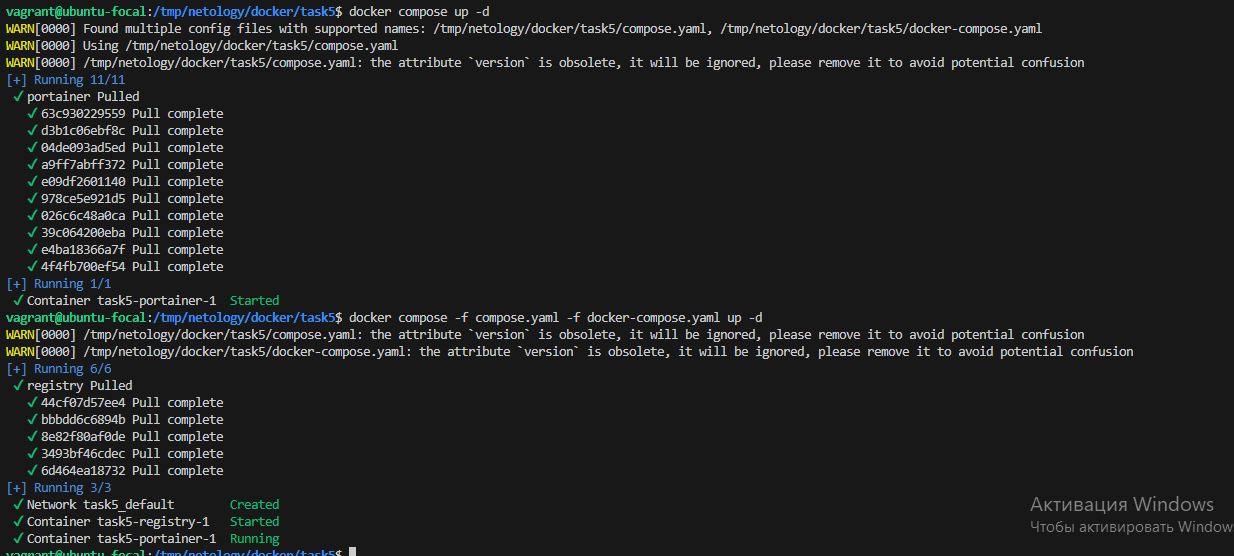 vagrant@ubuntu-focal:/tmp/netology/docker/task5$ docker compose up -d
WARN[0000] Found multiple config files with supported names: /tmp/netology/docker/task5/compose.yaml, /tmp/netology/docker/task5/docker-compose.yaml
WARN[0000] Using /tmp/netology/docker/task5/compose.yaml
WARN[0000] /tmp/netology/docker/task5/compose.yaml: the attribute `version` is obsolete, it will be ignored, please remove it to avoid potential confusion
[+] Running 11/11
✓ portainer Pulled
✓ 63c930229559 Pull complete
✓ d3b1c06ebf8c Pull complete
✓ 04de093ad5ed Pull complete
✓ a9ff7abff372 Pull complete
✓ e09df2601140 Pull complete
✓ 978ce5e921d5 Pull complete
✓ 026c6c48a0ca Pull complete
✓ 39c064200eba Pull complete
✓ e4ba18366a7f Pull complete
✓ 4f4fb700ef54 Pull complete
[+] Running 1/1
✓ Container task5-portainer-1 Started
vagrant@ubuntu-focal:/tmp/netology/docker/task5$ docker compose -f compose.yaml -f docker-compose.yaml up -d
WARN[0000] /tmp/netology/docker/task5/compose.yaml: the attribute `version` is obsolete, it will be ignored, please remove it to avoid potential confusion
WARN[0000] /tmp/netology/docker/task5/docker-compose.yaml: the attribute `version` is obsolete, it will be ignored, please remove it to avoid potential confusion
[+] Running 6/6
✓ registry Pulled
✓ 44cf07d57ee4 Pull complete
✓ bbbdd6c6894b Pull complete
✓ 8e82f80af0de Pull complete
✓ 3493bf46cdec Pull complete
✓ 6d464ea18732 Pull complete
[+] Running 3/3
✓ Network task5_default Created
✓ Container task5-registry-1 Started
✓ Container task5-portainer-1 Running
vagrant@ubuntu-focal:/tmp/netology/docker/task5$
Активация Windows
Чтобы активировать Window